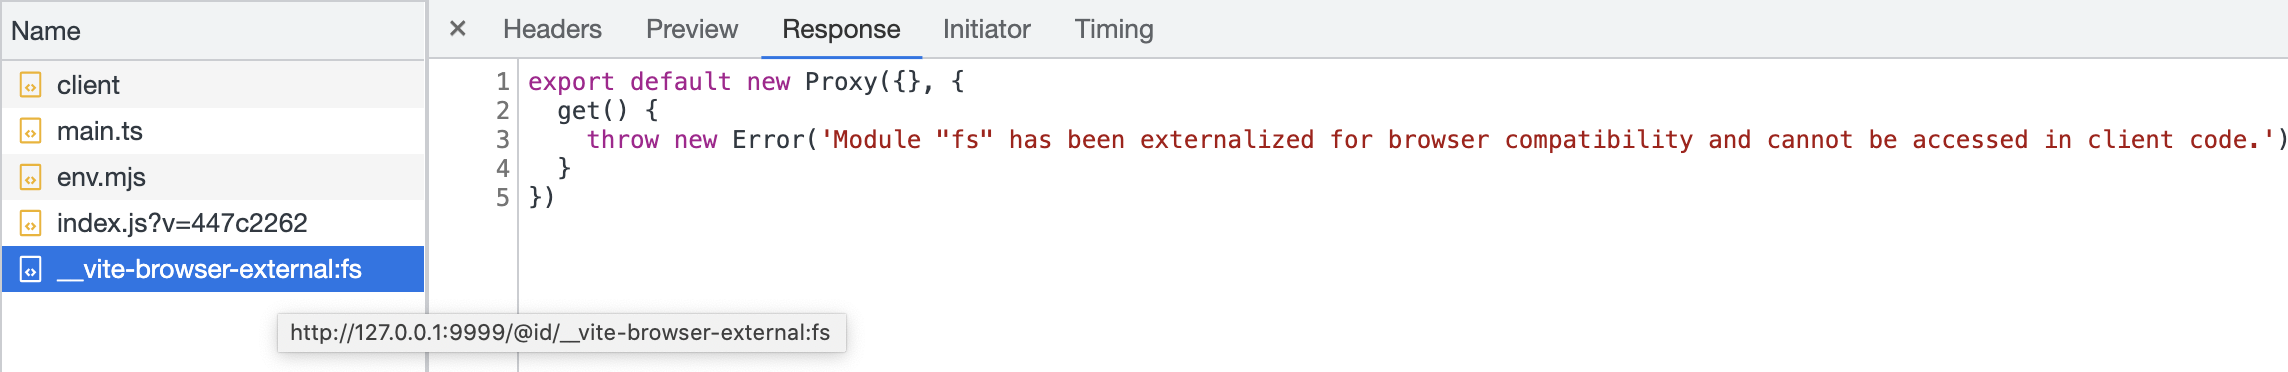 Name
client
main.ts
env.mjs
index.js?v=447c2262
__vite-browser-external:fs
http://127.0.0.1:9999/@id/__vite-browser-external:fs
× Headers Preview Response Initiator Timing
1 export default new Proxy({}, {
2   get() {
3     throw new Error('Module "fs" has been externalized for browser compatibility and cannot be accessed in client code.')
4   }
5 })